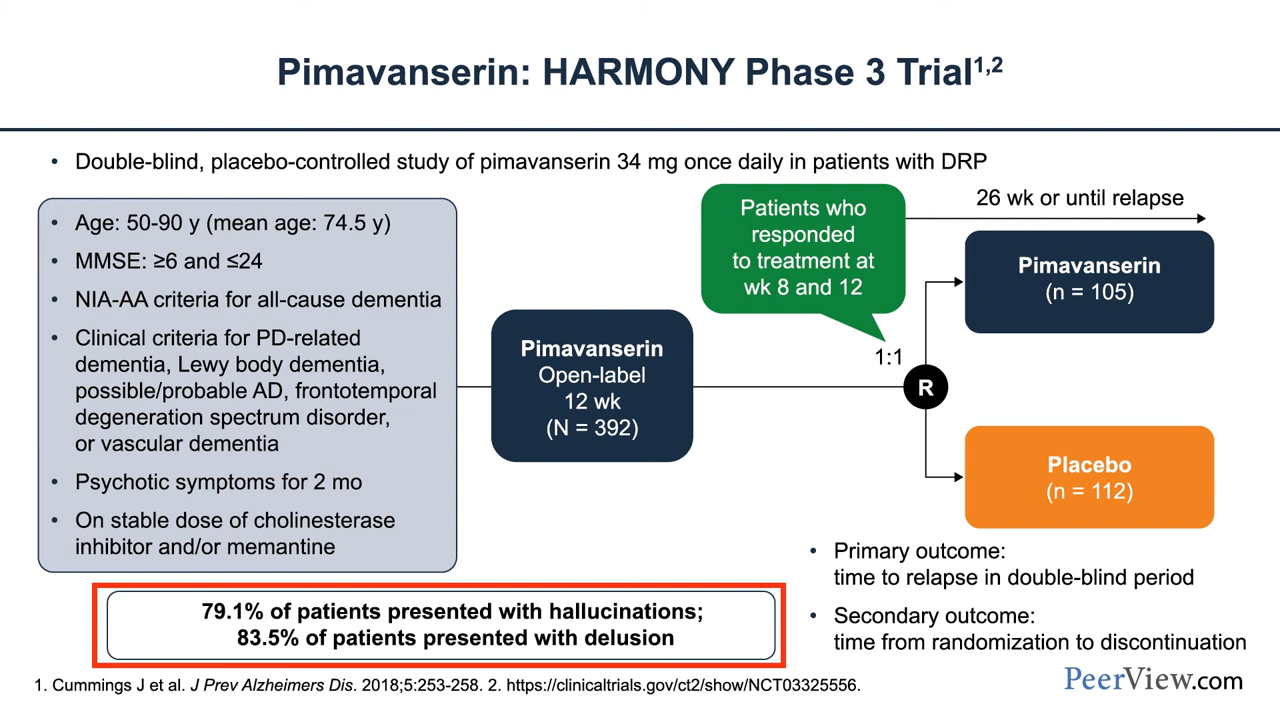 Pimavanserin: HARMONY Phase 3 Trial1,2
• Double-blind, placebo-controlled study of pimavanserin 34 mg once daily in patients with DRP
• Age: 50-90 y (mean age: 74.5 y)
• MMSE: ≥6 and ≤24
• NIA-AA criteria for all-cause dementia
• Clinical criteria for PD-related
dementia, Lewy body dementia,
possible/probable AD, frontotemporal
degeneration spectrum disorder,
or vascular dementia
• Psychotic symptoms for 2 mo
• On stable dose of cholinesterase
inhibitor and/or memantine
Pimavanserin
Open-label
12 wk
(N = 392)
Patients who
responded
to treatment at
wk 8 and 12
1:1
R
26 wk or until relapse
Pimavanserin
(n = 105)
Placebo
(n = 112)
79.1% of patients presented with hallucinations;
83.5% of patients presented with delusion
• Primary outcome:
time to relapse in double-blind period
• Secondary outcome:
time from randomization to discontinuation
1. Cummings J et al. J Prev Alzheimers Dis. 2018;5:253-258. 2. https://clinicaltrials.gov/ct2/show/NCT03325556.
PeerView.com